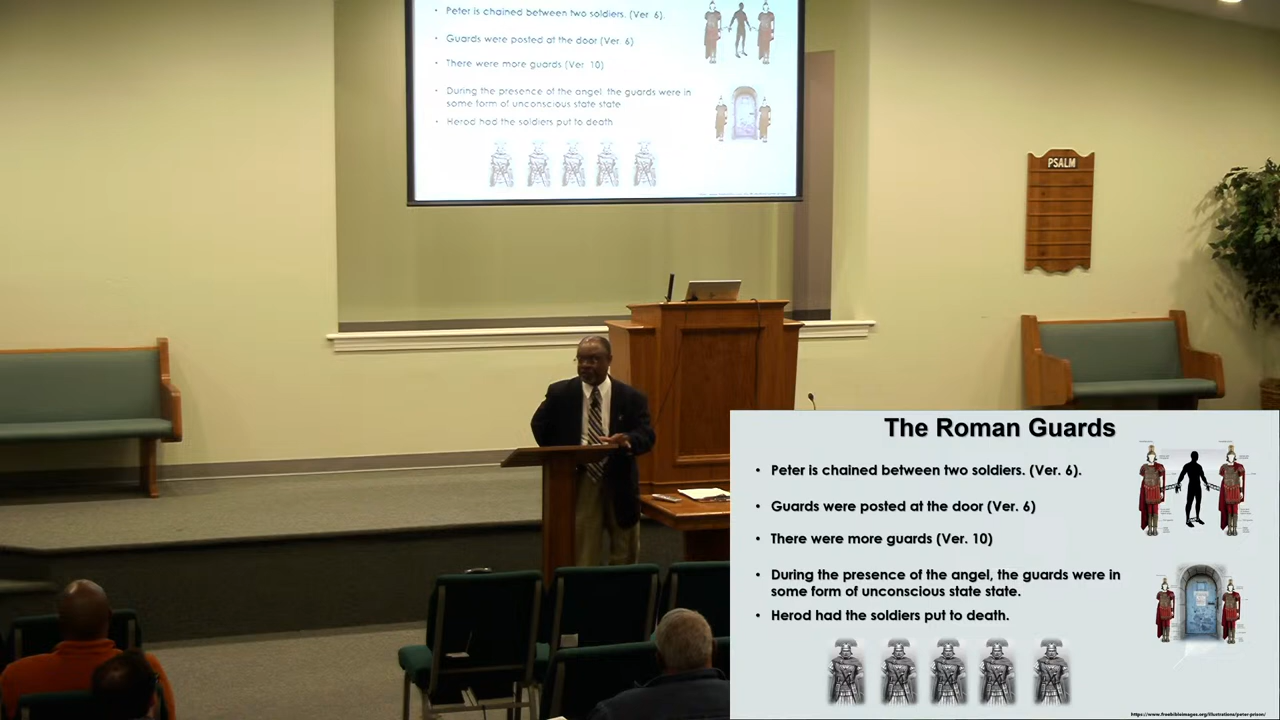 • Peter is chained between two soldiers. (Ver. 6).
• Guards were posted at the door (Ver. 6)
• There were more guards (Ver. 10)
• During the presence of the angel, the guards were in
some form of unconscious state state
• Herod had the soldiers put to death
PSALM
The Roman Guards
• Peter is chained between two soldiers. (Ver. 6).
• Guards were posted at the door (Ver. 6)
• There were more guards (Ver. 10)
• During the presence of the angel, the guards were in
some form of unconscious state state.
• Herod had the soldiers put to death.
https://www.freebibleimages.org/illustrations/peter-prison/